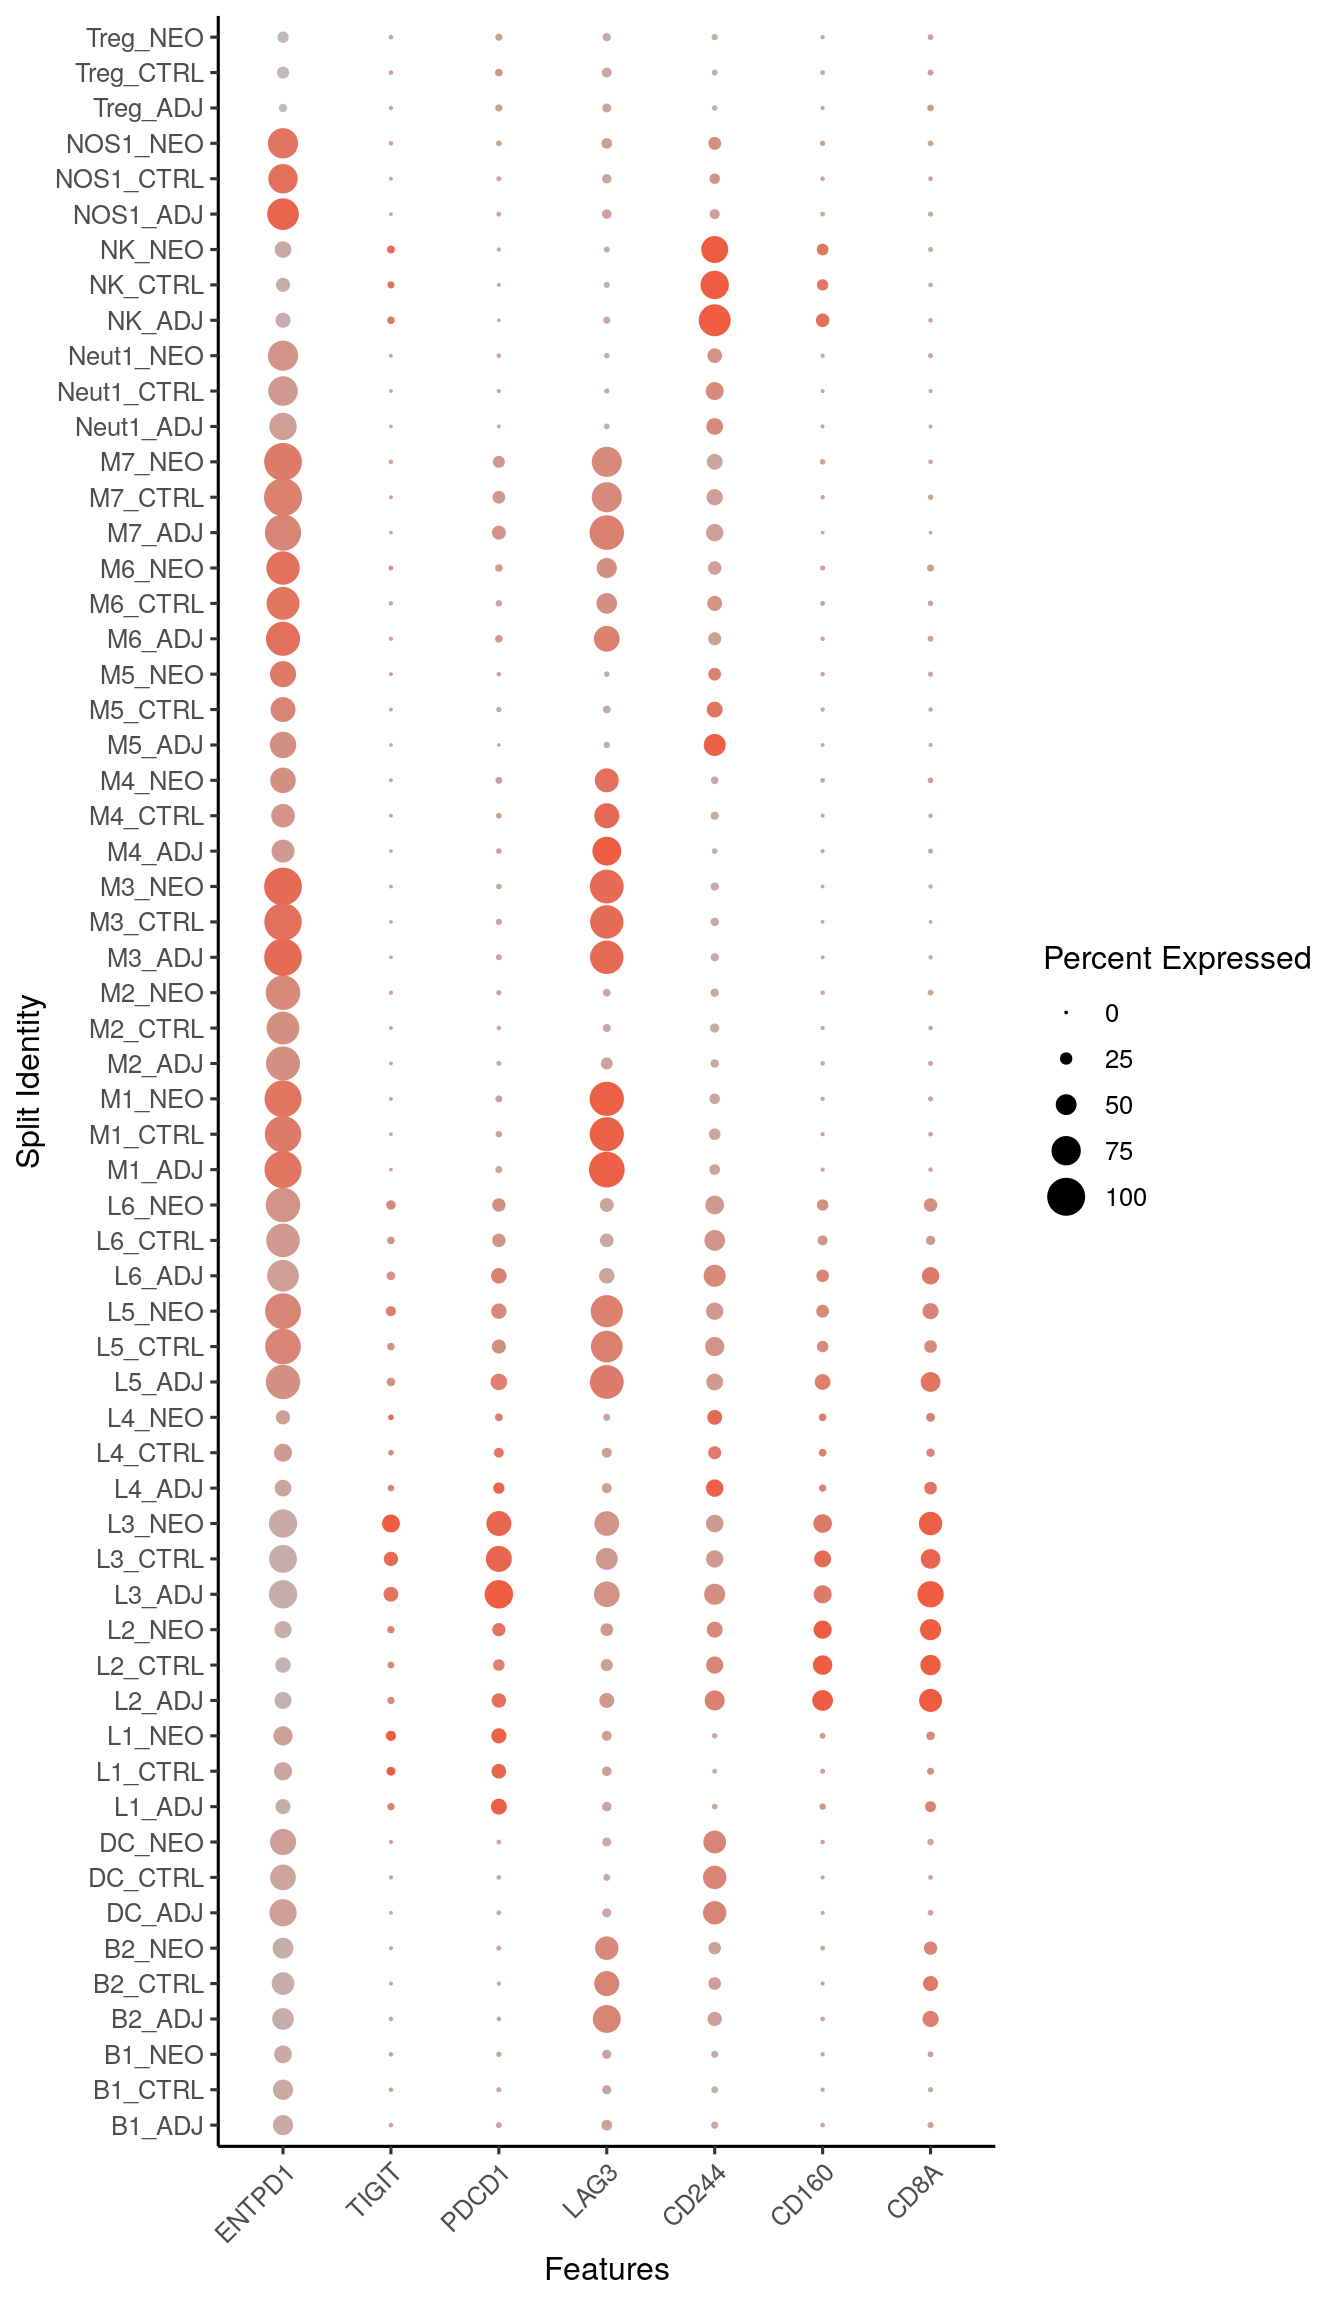 Treg_NEO
Treg_CTRL
Treg_ADJ
NOS1_NEO
NOS1_CTRL
NOS1_ADJ
NK_NEO
NK_CTRL
NK_ADJ
Neut1_NEO
Neut1_CTRL
Neut1_ADJ
M7_NEO
M7_CTRL
M7_ADJ
M6_NEO
M6_CTRL
M6_ADJ
M5_NEO
M5_CTRL
M5_ADJ
M4_NEO
M4_CTRL
M4_ADJ
M3_NEO
M3_CTRL
M3_ADJ
M2_NEO
M2_CTRL
M2_ADJ
M1_NEO
M1_CTRL
M1_ADJ
L6_NEO
L6_CTRL
L6_ADJ
L5_NEO
L5_CTRL
L5_ADJ
L4_NEO
L4_CTRL
L4_ADJ
L3_NEO
L3_CTRL
L3_ADJ
L2_NEO
L2_CTRL
L2_ADJ
L1_NEO
L1_CTRL
L1_ADJ
DC_NEO
DC_CTRL
DC_ADJ
B2_NEO
B2_CTRL
B2_ADJ
B1_NEO
B1_CTRL
B1_ADJ
Split Identity
ENTPD1
TIGIT
PDCD1
LAG3
CD244
CD160
CD8A
Features
Percent Expressed
0
25
50
75
100